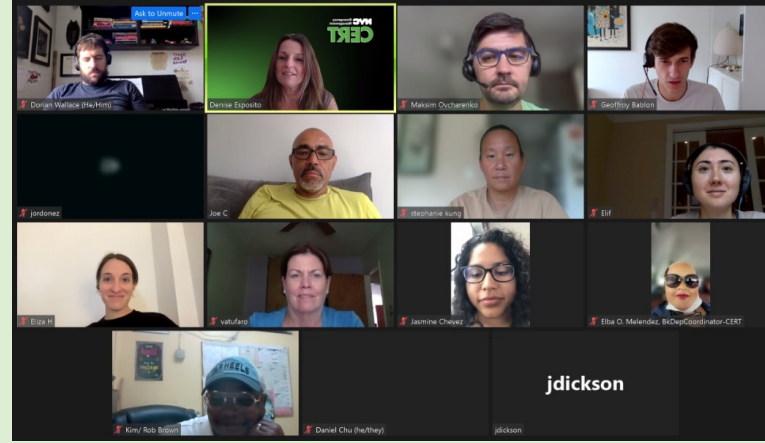 Ask to Unmute
...
Dorian Wallace (He/Him)
NYC Emergency
Management
CERT
Denise Esposito
Maksim Ovcharenko
Geoffroy Bablon
jordonez
Joe C
stephanie kung
Elif
Eliza H
vatufaro
Jasmine Chevez
Elba O. Melendez, BkDepCoordinator-CERT
HEELS
Kim/ Rob Brown
Daniel Chu (he/they)
jdickson
jdickson